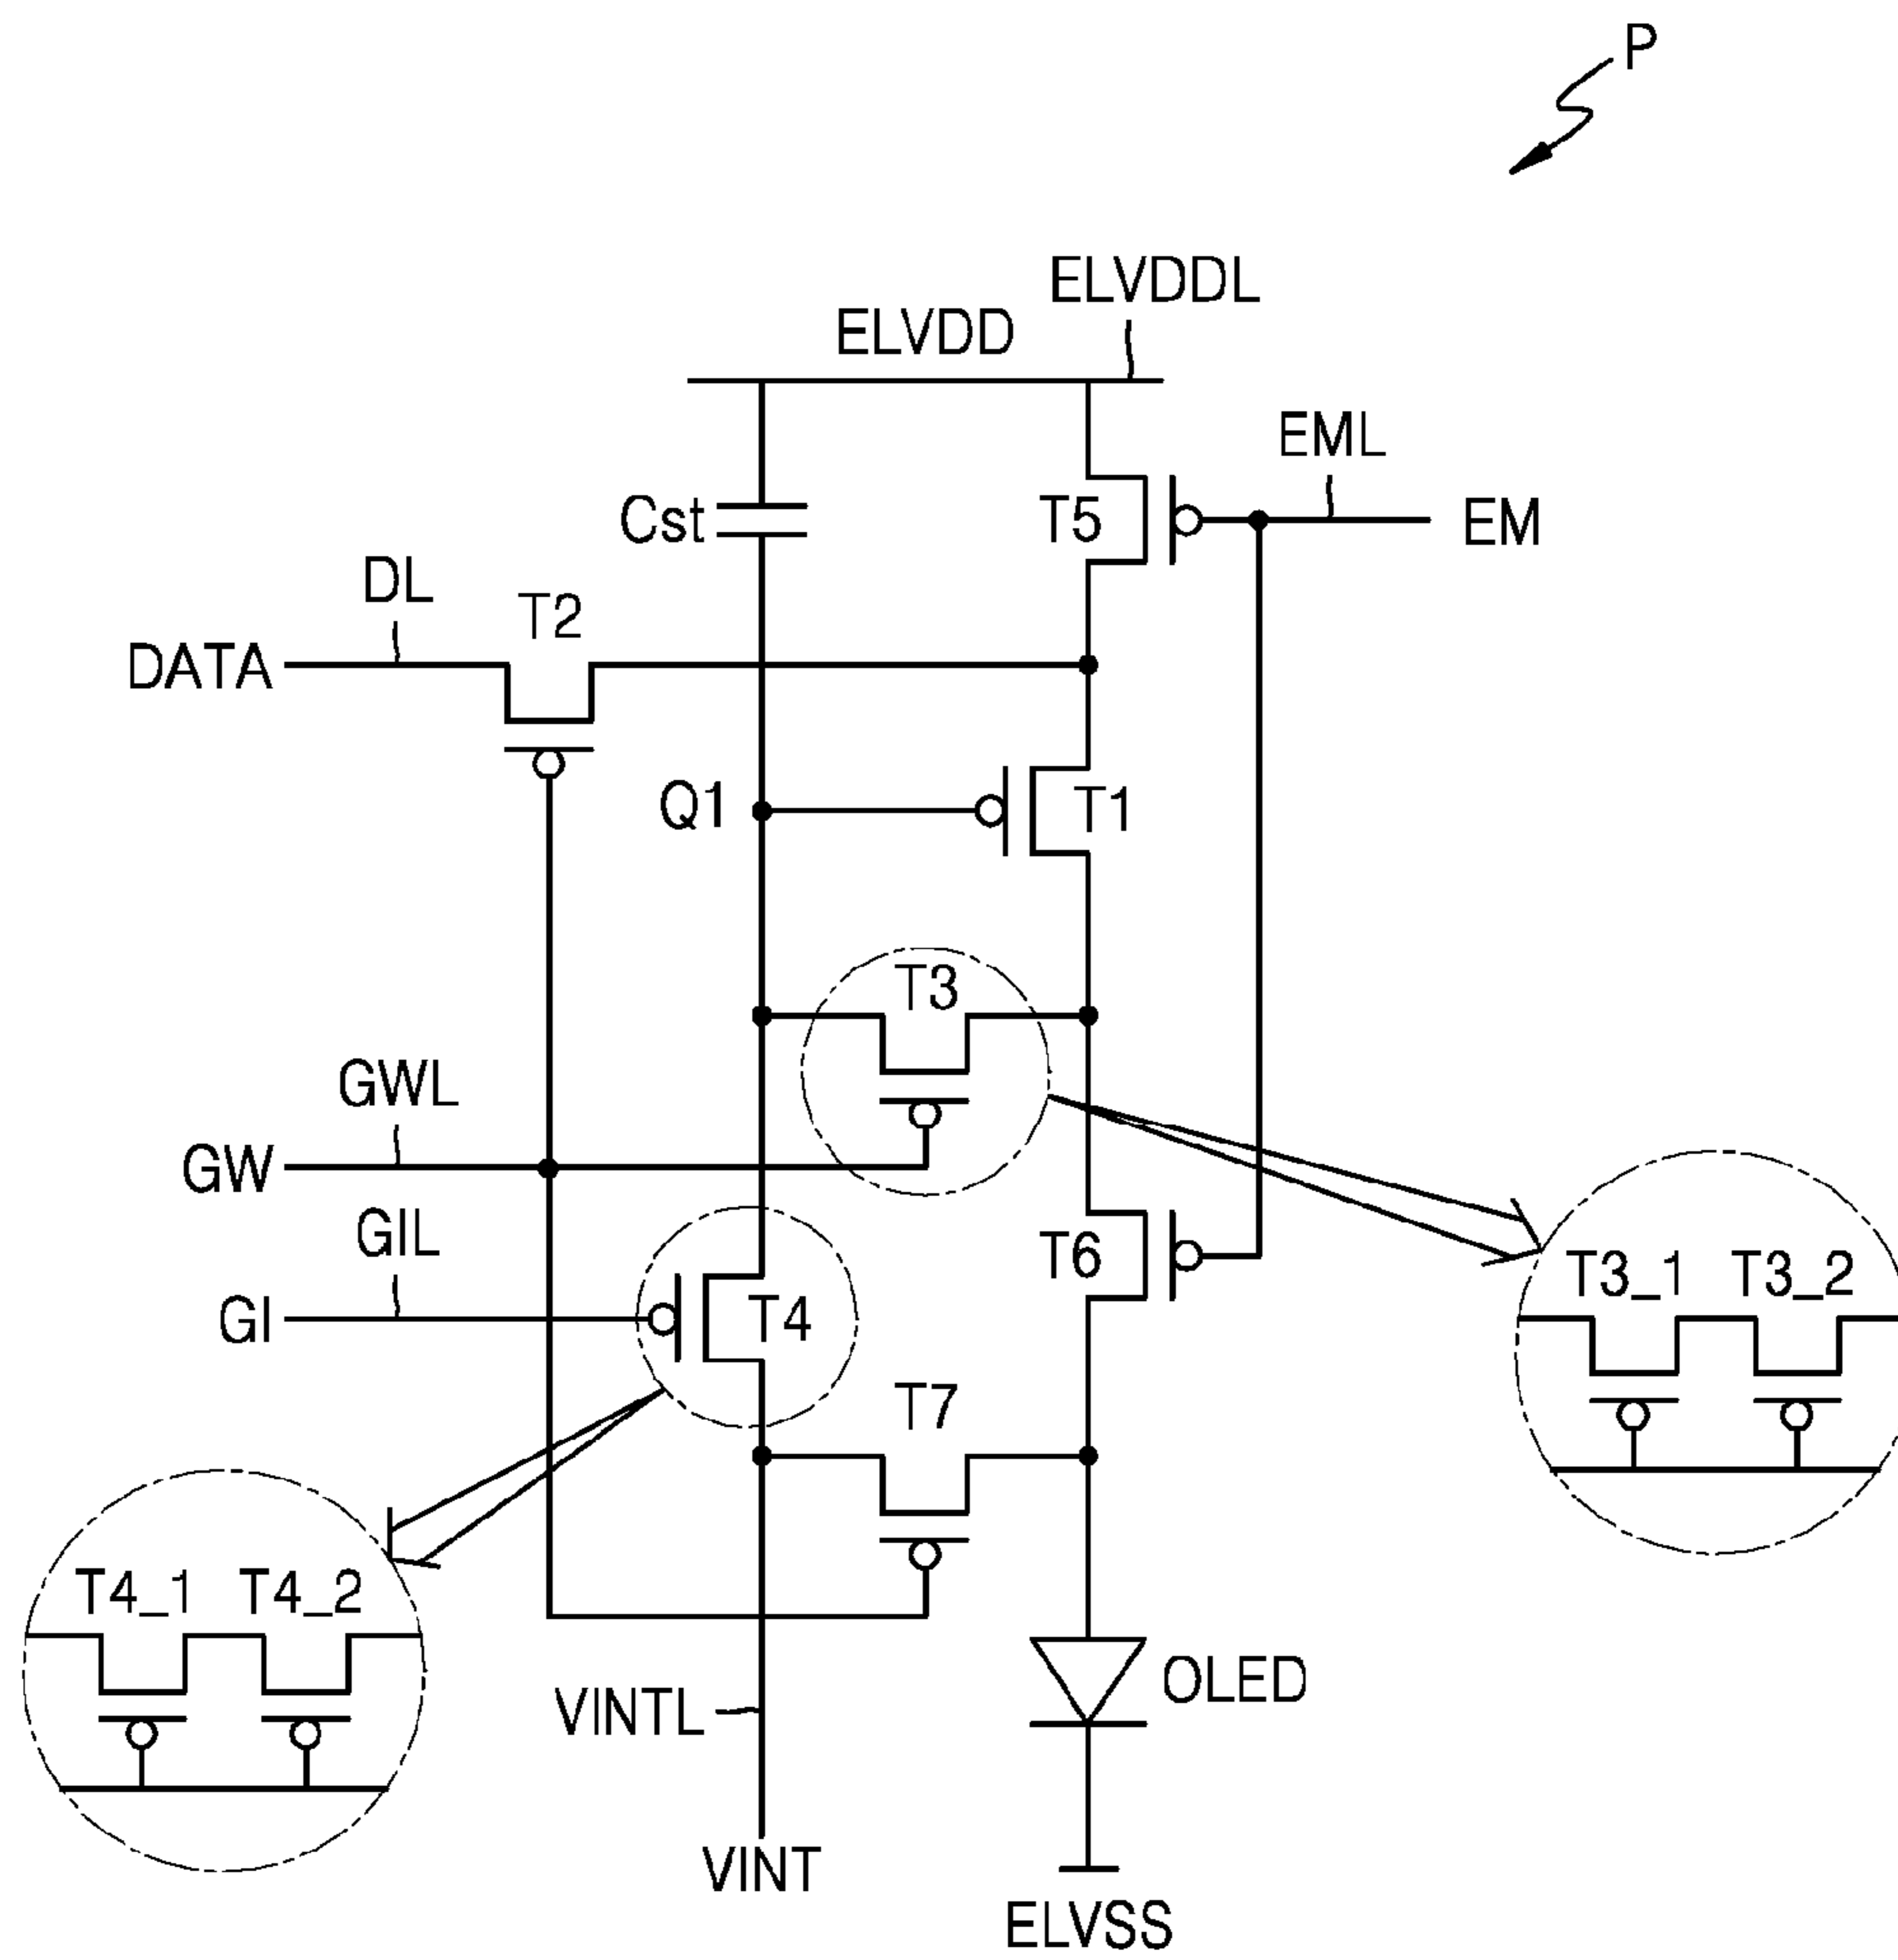 P
ELVDDL
ELVDD
EML
Cst
T5
EM
DL
T2
DATA
Q1
T1
T3
GWL
GW
GIL
T6
T3_1 T3_2
GI
T4
T7
T4_1 T4_2
OLED
VINTL
VINT
ELVSS